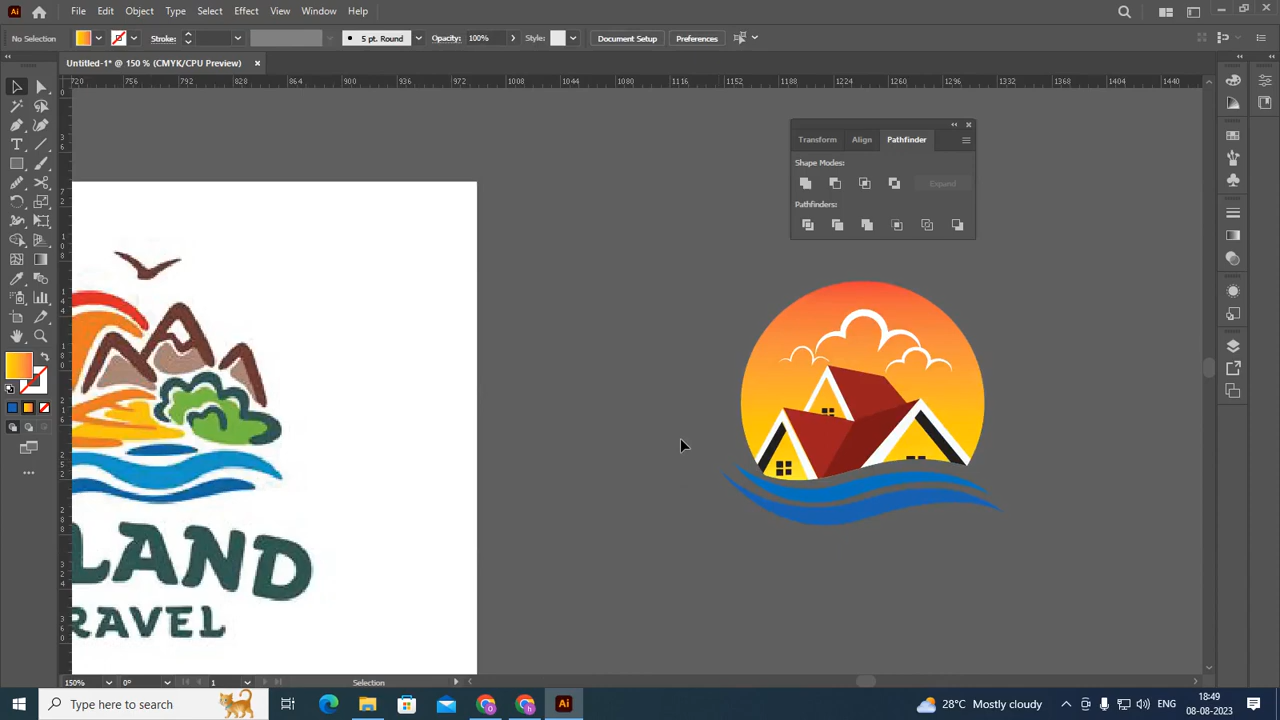 Ai File Edit Object Type Select Effect View Window Help
No Selection Stroke: 5 pt. Round Opacity: 100% Style: Document Setup Preferences
Untitled-1* @ 150 % (CMYK/CPU Preview)
720 756 792 828 864 900 936 972 1008 1044 1080 1116 1152 1188 1224 1260 1296 1332 1368 1404 1440
Transform Align Pathfinder
Shape Modes:
Expand
Pathfinders:
LAND
RAVEL
150% 0° 1 Selection
Type here to search Ai 28°C Mostly cloudy ENG 18:49
08-08-2023